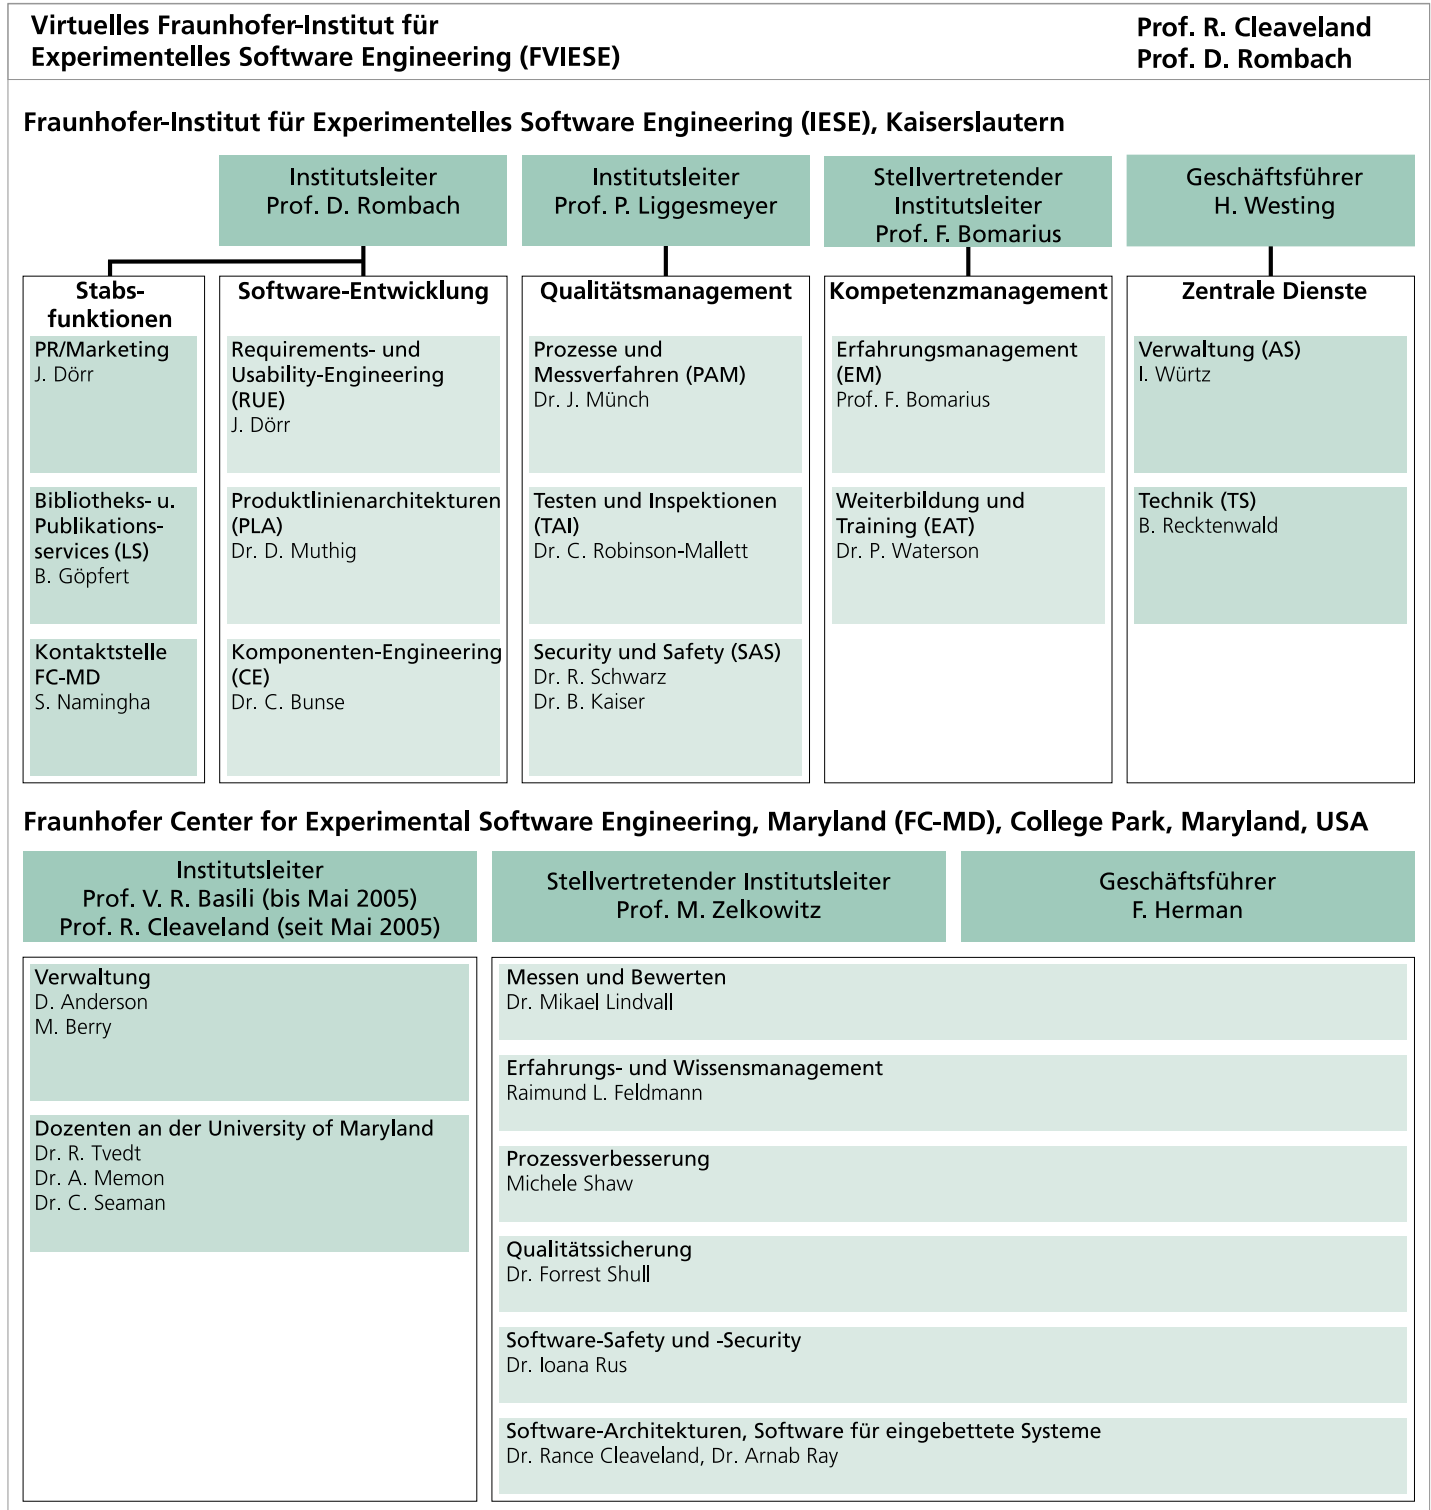 Virtuelles Fraunhofer-Institut für
Experimentelles Software Engineering (FVIESE)
Prof. R. Cleaveland
Prof. D. Rombach
Fraunhofer-Institut für Experimentelles Software Engineering (IESE), Kaiserslautern
Institutsleiter
Prof. D. Rombach
Institutsleiter
Prof. P. Liggesmeyer
Stellvertretender
Institutsleiter
Prof. F. Bomarius
Geschäftsführer
H. Westing
Stabs-
funktionen
PR/Marketing
J. Dörr
Bibliotheks- u.
Publikations-
services (LS)
B. Göpfert
Kontaktstelle
FC-MD
S. Namingha
Software-Entwicklung
Requirements- und
Usability-Engineering
(RUE)
J. Dörr
Produktlinienarchitekturen
(PLA)
Dr. D. Muthig
Komponenten-Engineering
(CE)
Dr. C. Bunse
Qualitätsmanagement
Prozesse und
Messverfahren (PAM)
Dr. J. Münch
Testen und Inspektionen
(TAI)
Dr. C. Robinson-Mallett
Security und Safety (SAS)
Dr. R. Schwarz
Dr. B. Kaiser
Kompetenzmanagement
Erfahrungsmanagement
(EM)
Prof. F. Bomarius
Weiterbildung und
Training (EAT)
Dr. P. Waterson
Zentrale Dienste
Verwaltung (AS)
I. Würtz
Technik (TS)
B. Recktenwald
Fraunhofer Center for Experimental Software Engineering, Maryland (FC-MD), College Park, Maryland, USA
Institutsleiter
Prof. V. R. Basili (bis Mai 2005)
Prof. R. Cleaveland (seit Mai 2005)
Stellvertretender Institutsleiter
Prof. M. Zelkowitz
Geschäftsführer
F. Herman
Verwaltung
D. Anderson
M. Berry
Dozenten an der University of Maryland
Dr. R. Tvedt
Dr. A. Memon
Dr. C. Seaman
Messen und Bewerten
Dr. Mikael Lindvall
Erfahrungs- und Wissensmanagement
Raimund L. Feldmann
Prozessverbesserung
Michele Shaw
Qualitätssicherung
Dr. Forrest Shull
Software-Safety und -Security
Dr. Ioana Rus
Software-Architekturen, Software für eingebettete Systeme
Dr. Rance Cleaveland, Dr. Arnab Ray